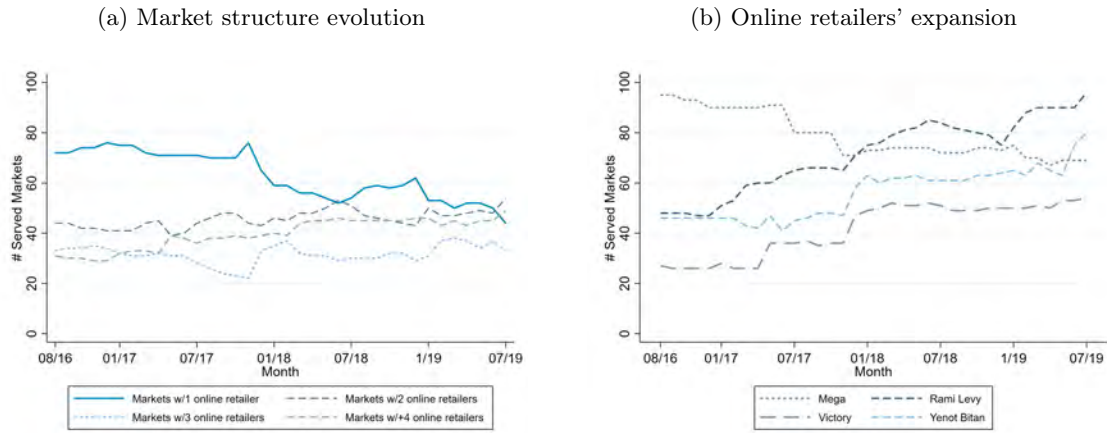 (a) Market structure evolution
# Served Markets
100
80
60
40
20
0
08/16 01/17 07/17 01/18 07/18 1/19 07/19
Month
Markets w/1 online retailer Markets w/2 online retailers
Markets w/3 online retailers Markets w/+4 online retailers
(b) Online retailers' expansion
# Served Markets
100
80
60
40
20
0
08/16 01/17 07/17 01/18 07/18 1/19 07/19
Month
Mega Rami Levy
Victory Yenot Bitan